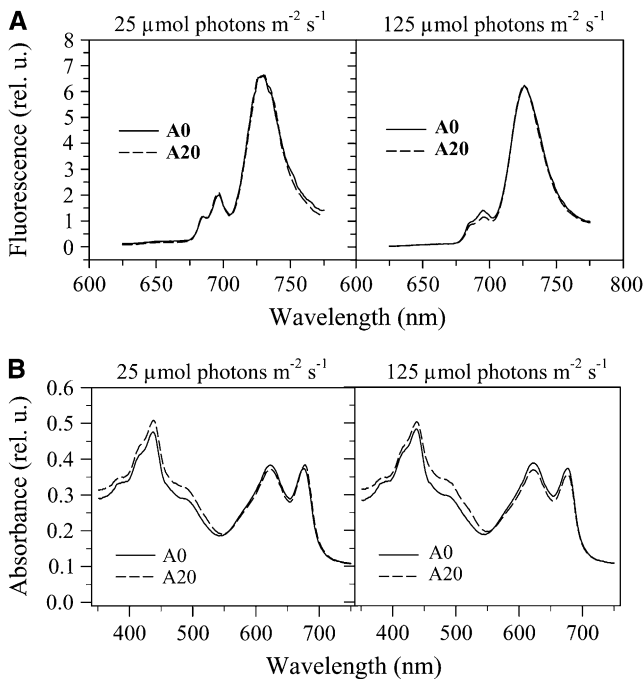 A
25 µmol photons m-2 s-1
125 µmol photons m-2 s-1
Fluorescence (rel. u.)
8
7
6
5
4
3
2
1
0
A0
A20
A0
A20
600
650
700
750
600
650
700
750
800
Wavelength (nm)
B
25 µmol photons m-2 s-1
125 µmol photons m-2 s-1
Absorbance (rel. u.)
0.6
0.5
0.4
0.3
0.2
0.1
0.0
A0
A20
A0
A20
400
500
600
700
400
500
600
700
Wavelength (nm)